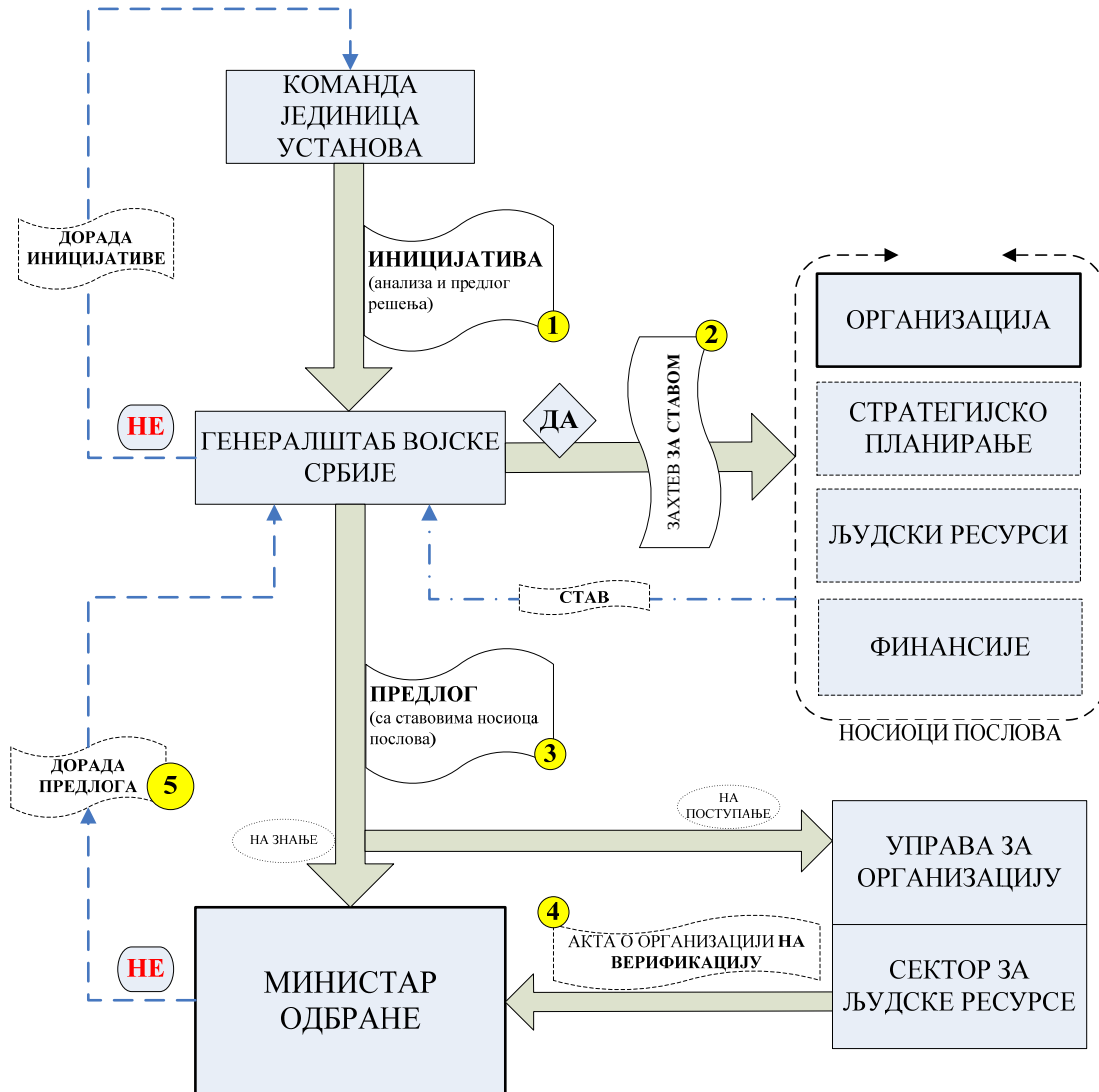 КОМАНДА
ЈЕДИНИЦА
УСТАНОВА
ДОРАДА
ИНИЦИЈАТИВЕ
ИНИЦИЈАТИВА
(анализа и предлог
решења)
1
2
ЗАХТЕВ ЗА СТАВОМ
ОРГАНИЗАЦИЈА
СТРАТЕГИЈСКО
ПЛАНИРАЊЕ
ЉУДСКИ РЕСУРСИ
ФИНАНСИЈЕ
НОСИОЦИ ПОСЛОВА
НЕ
ГЕНЕРАЛШТАБ ВОЈСКЕ
СРБИЈЕ
ДА
СТАВ
ПРЕДЛОГ
(са ставовима носиоца
послова)
3
ДОРАДА
ПРЕДЛОГА
5
НА ЗНАЊЕ
НА
ПОСТУПАЊЕ
УПРАВА ЗА
ОРГАНИЗАЦИЈУ
4
АКТА О ОРГАНИЗАЦИЈИ НА
ВЕРИФИКАЦИЈУ
СЕКТОР ЗА
ЉУДСКЕ РЕСУРСЕ
НЕ
МИНИСТАР
ОДБРАНЕ